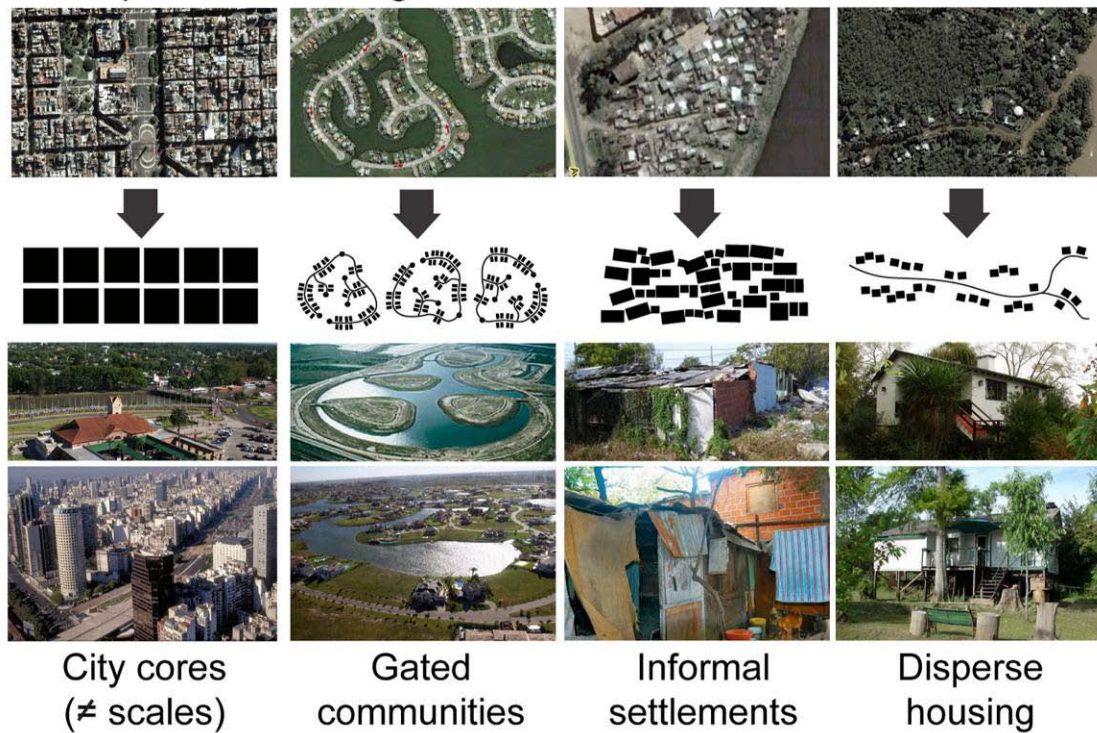 City cores
(≠ scales)
Gated
communities
Informal
settlements
Disperse
housing